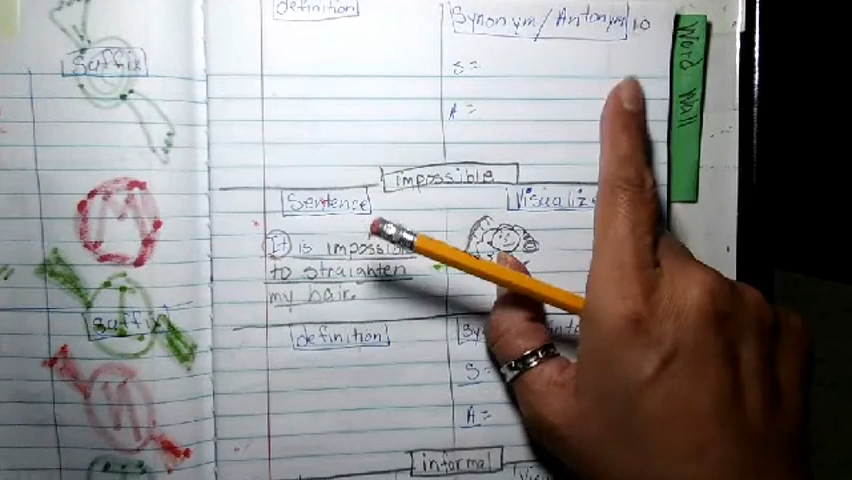 definition
Synonym/Antonym 10
Word Wall
Suffix
S=
A=
impossible
Sentence
Visualize
It is impossible
to straighten
my hair.
Suffix
definition
S=
A=
informal